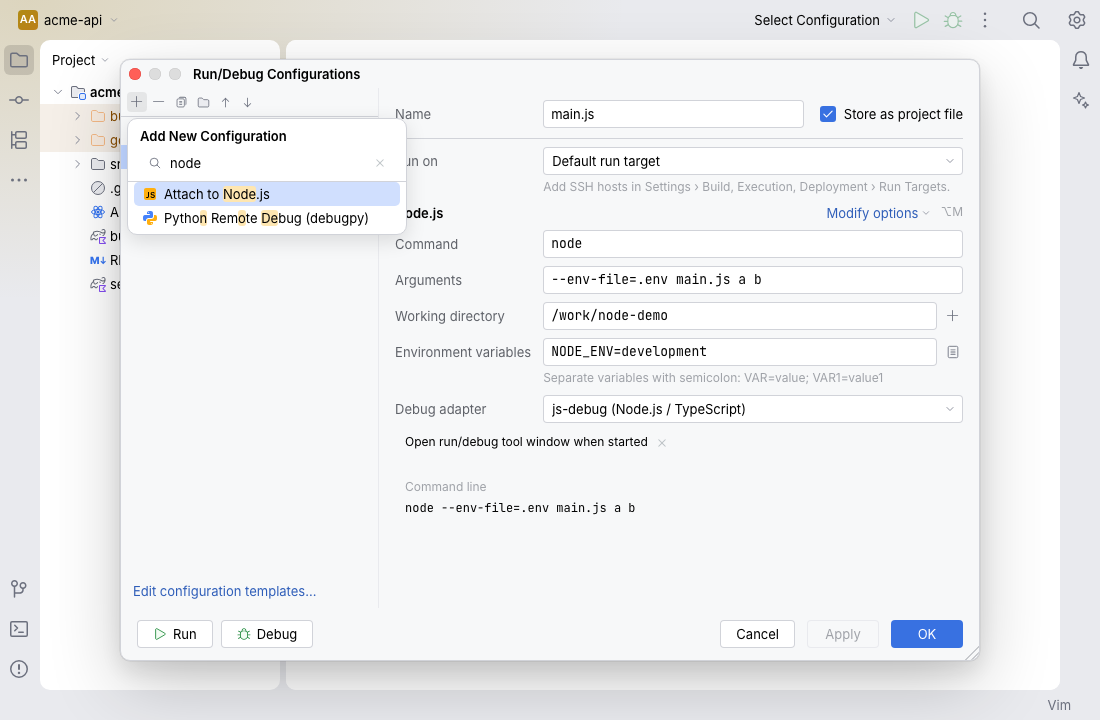 AA acme-api
Select Configuration
Project
Run/Debug Configurations
Add New Configuration
node
Attach to Node.js
Python Remote Debug (debugpy)
Name
main.js
Store as project file
Default run target
Add SSH hosts in Settings › Build, Execution, Deployment › Run Targets.
Modify options
⌥M
Command
node
Arguments
--env-file=.env main.js a b
Working directory
/work/node-demo
Environment variables
NODE_ENV=development
Separate variables with semicolon: VAR=value; VAR1=value1
Debug adapter
js-debug (Node.js / TypeScript)
Open run/debug tool window when started
Command line
node --env-file=.env main.js a b
Edit configuration templates...
Run
Debug
Cancel
Apply
OK
Vim